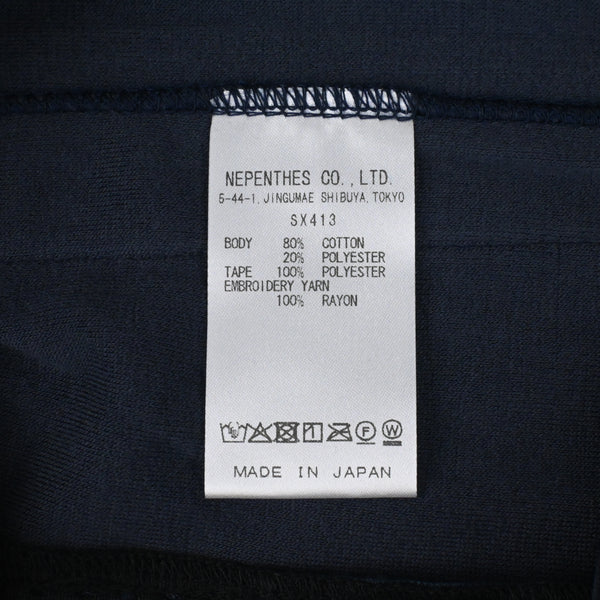 NEPENTHES CO.,LTD.
5-44-1,JINGUMAE SHIBUYA,TOKYO
SX413
BODY 80% COTTON
20% POLYESTER
TAPE 100% POLYESTER
EMBROIDERY YARN
100% RAYON
F W
MADE IN JAPAN